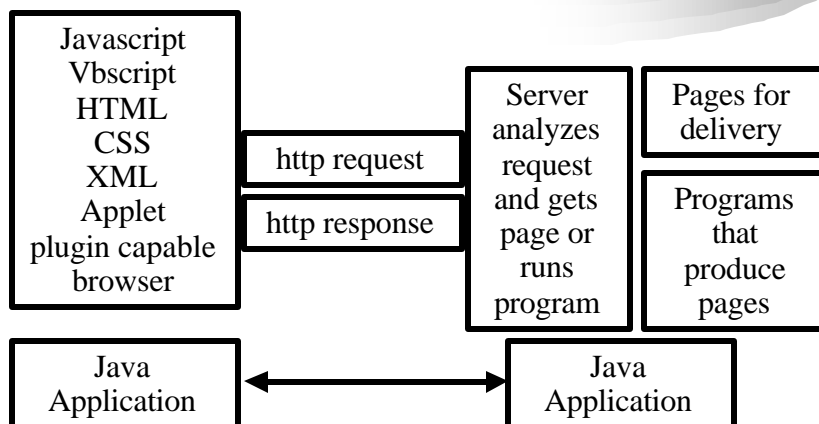 Javascript
Vbscript
HTML
CSS
XML
Applet
plugin capable
browser
http request
http response
Server
analyzes
request
and gets
page or
runs
program
Pages for
delivery
Programs
that
produce
pages
Java
Application
Java
Application